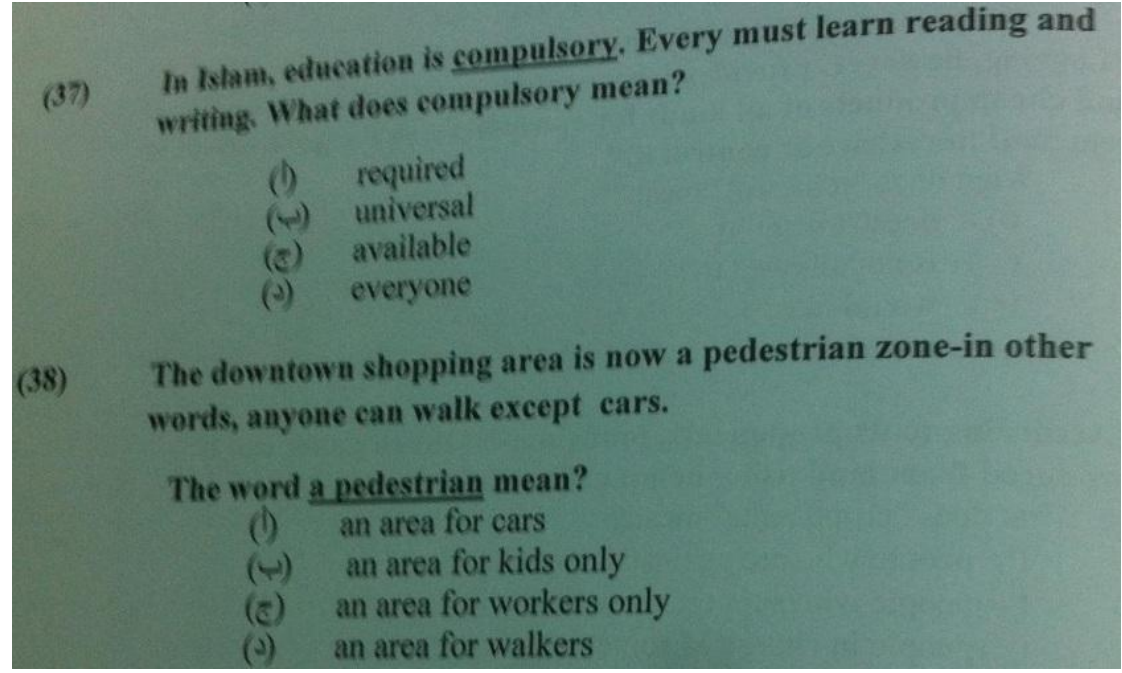 (37) In Islam, education is compulsory. Every must learn reading and
writing. What does compulsory mean?
(أ) required
(ب) universal
(ج) available
(د) everyone
(38) The downtown shopping area is now a pedestrian zone-in other
words, anyone can walk except cars.
The word a pedestrian mean?
(أ) an area for cars
(ب) an area for kids only
(ج) an area for workers only
(د) an area for walkers